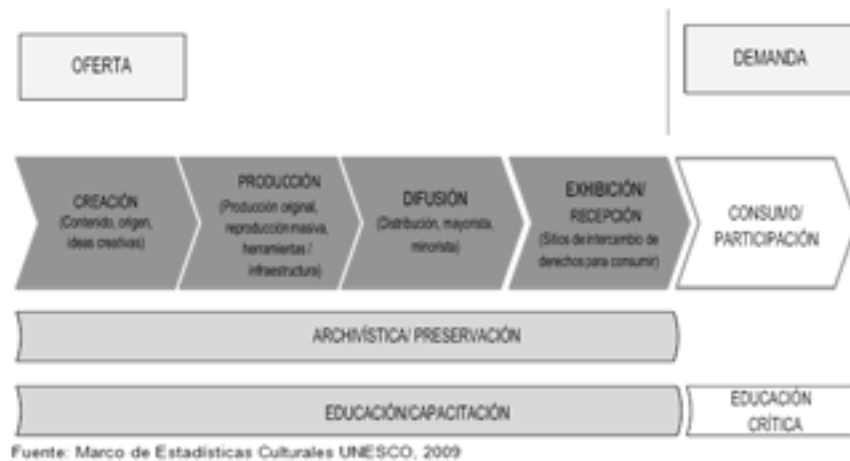 OFERTA
DEMANDA
CREACIÓN
(Contenido, origen,
ideas creativas)
PRODUCCIÓN
(Producción original,
reproducción masiva,
herramientas /
infraestructura)
DIFUSIÓN
(Distribución, mayorista,
minorista)
EXHIBICIÓN/
RECEPCIÓN
(Sitios de intercambio de
derechos para consumir)
CONSUMO/
PARTICIPACIÓN
ARCHIVÍSTICA/ PRESERVACIÓN
EDUCACIÓN/CAPACITACIÓN
EDUCACIÓN
CRÍTICA
Fuente: Marco de Estadísticas Culturales UNESCO, 2009